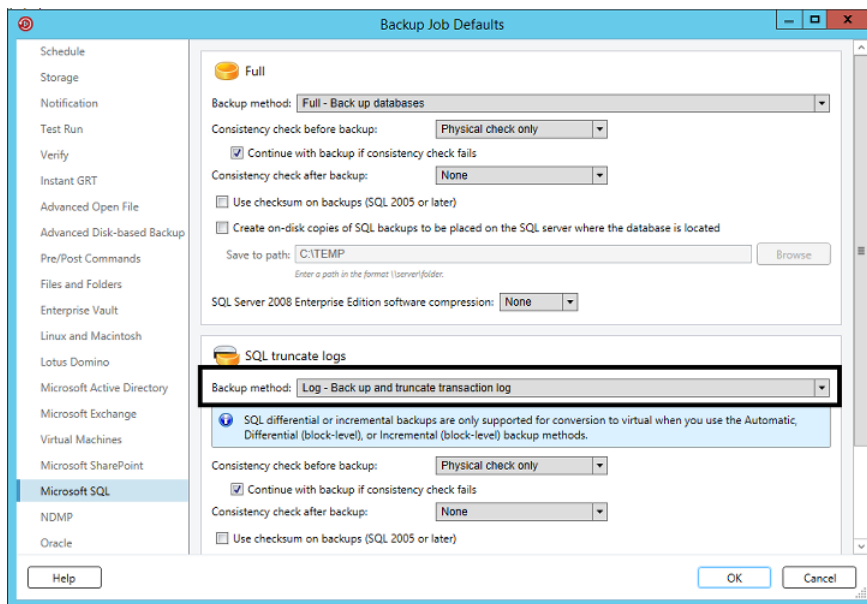 Backup Job Defaults
Schedule
Storage
Notification
Test Run
Verify
Instant GRT
Advanced Open File
Advanced Disk-based Backup
Pre/Post Commands
Files and Folders
Enterprise Vault
Linux and Macintosh
Lotus Domino
Microsoft Active Directory
Microsoft Exchange
Virtual Machines
Microsoft SharePoint
Microsoft SQL
NDMP
Oracle
Full
Backup method: Full - Back up databases
Consistency check before backup: Physical check only
Continue with backup if consistency check fails
Consistency check after backup: None
Use checksum on backups (SQL 2005 or later)
Create on-disk copies of SQL backups to be placed on the SQL server where the database is located
Save to path: C:\TEMP Browse
Enter a path in the format \\server\folder.
SQL Server 2008 Enterprise Edition software compression: None
SQL truncate logs
Backup method: Log - Back up and truncate transaction log
SQL differential or incremental backups are only supported for conversion to virtual when you use the Automatic,
Differential (block-level), or Incremental (block-level) backup methods.
Consistency check before backup: Physical check only
Continue with backup if consistency check fails
Consistency check after backup: None
Use checksum on backups (SQL 2005 or later)
Help OK Cancel